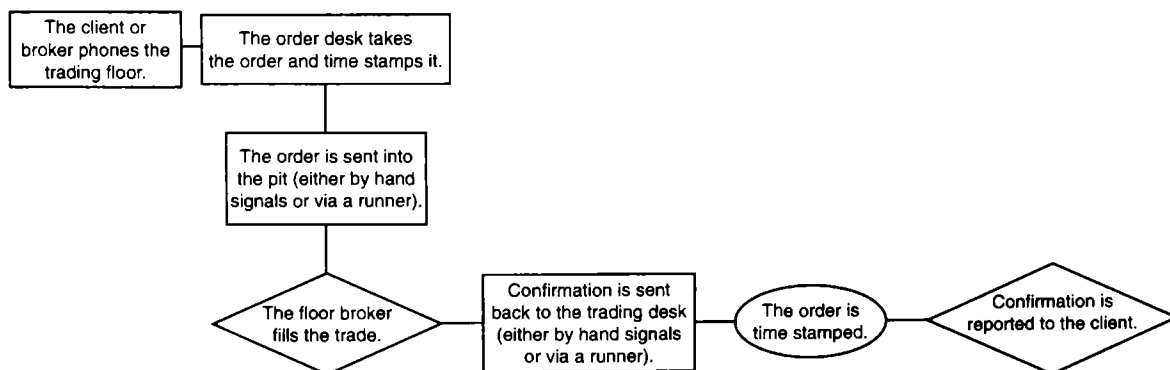 The client or
broker phones the
trading floor.
The order desk takes
the order and time stamps it.
The order is sent into
the pit (either by hand
signals or via a runner).
The floor broker
fills the trade.
Confirmation is sent
back to the trading desk
(either by hand signals
or via a runner).
The order is
time stamped.
Confirmation is
reported to the client.